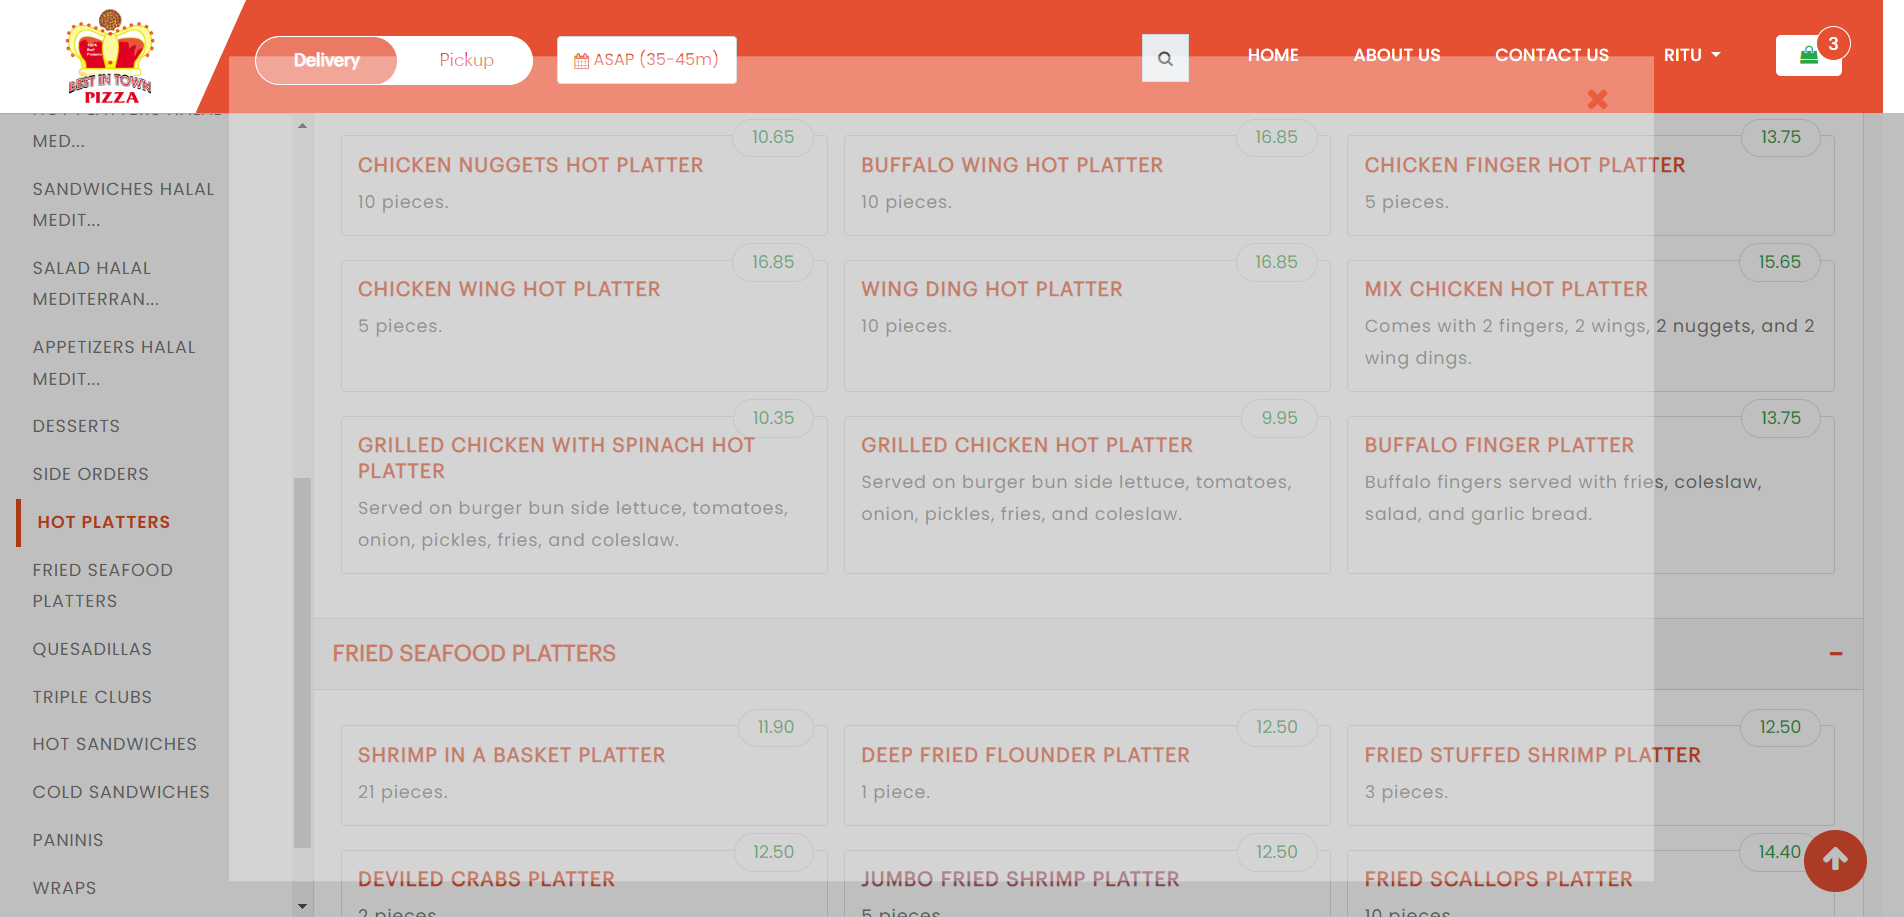 BEST IN TOWN
PIZZA
Delivery
Pickup
ASAP (35-45m)
HOME
ABOUT US
CONTACT US
RITU
3
MED...
SANDWICHES HALAL
MEDIT...
SALAD HALAL
MEDITERRAN...
APPETIZERS HALAL
MEDIT...
DESSERTS
SIDE ORDERS
HOT PLATTERS
FRIED SEAFOOD
PLATTERS
QUESADILLAS
TRIPLE CLUBS
HOT SANDWICHES
COLD SANDWICHES
PANINIS
WRAPS
10.65
CHICKEN NUGGETS HOT PLATTER
10 pieces.
16.85
BUFFALO WING HOT PLATTER
10 pieces.
13.75
CHICKEN FINGER HOT PLATTER
5 pieces.
16.85
CHICKEN WING HOT PLATTER
5 pieces.
16.85
WING DING HOT PLATTER
10 pieces.
15.65
MIX CHICKEN HOT PLATTER
Comes with 2 fingers, 2 wings, 2 nuggets, and 2
wing dings.
10.35
GRILLED CHICKEN WITH SPINACH HOT
PLATTER
Served on burger bun side lettuce, tomatoes,
onion, pickles, fries, and coleslaw.
9.95
GRILLED CHICKEN HOT PLATTER
Served on burger bun side lettuce, tomatoes,
onion, pickles, fries, and coleslaw.
13.75
BUFFALO FINGER PLATTER
Buffalo fingers served with fries, coleslaw,
salad, and garlic bread.
FRIED SEAFOOD PLATTERS
11.90
SHRIMP IN A BASKET PLATTER
21 pieces.
12.50
DEEP FRIED FLOUNDER PLATTER
1 piece.
12.50
FRIED STUFFED SHRIMP PLATTER
3 pieces.
12.50
DEVILED CRABS PLATTER
2 pieces
12.50
JUMBO FRIED SHRIMP PLATTER
5 pieces
14.40
FRIED SCALLOPS PLATTER
10 pieces